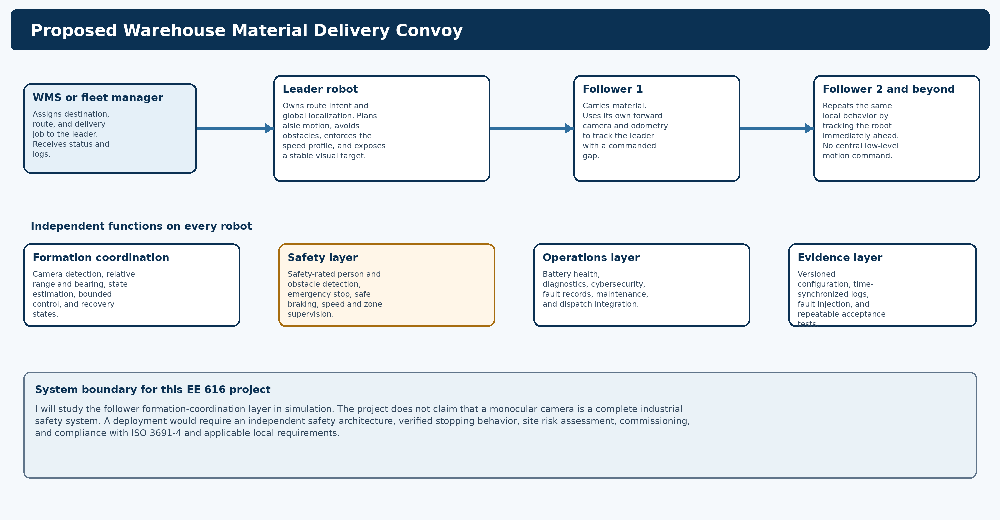 Proposed Warehouse Material Delivery Convoy
WMS or fleet manager
Assigns destination,
route, and delivery
job to the leader.
Receives status and
logs.
Leader robot
Owns route intent and
global localization. Plans
aisle motion, avoids
obstacles, enforces the
speed profile, and exposes
a stable visual target.
Follower 1
Carries material.
Uses its own forward
camera and odometry
to track the leader
with a commanded
gap.
Follower 2 and beyond
Repeats the same
local behavior by
tracking the robot
immediately ahead.
No central low-level
motion command.
Independent functions on every robot
Formation coordination
Camera detection, relative
range and bearing, state
estimation, bounded
control, and recovery
states.
Safety layer
Safety-rated person and
obstacle detection,
emergency stop, safe
braking, speed and zone
supervision.
Operations layer
Battery health,
diagnostics, cybersecurity,
fault records, maintenance,
and dispatch integration.
Evidence layer
Versioned
configuration, time-
synchronized logs,
fault injection, and
repeatable acceptance
tests.
System boundary for this EE 616 project
I will study the follower formation-coordination layer in simulation. The project does not claim that a monocular camera is a complete industrial
safety system. A deployment would require an independent safety architecture, verified stopping behavior, site risk assessment, commissioning,
and compliance with ISO 3691-4 and applicable local requirements.